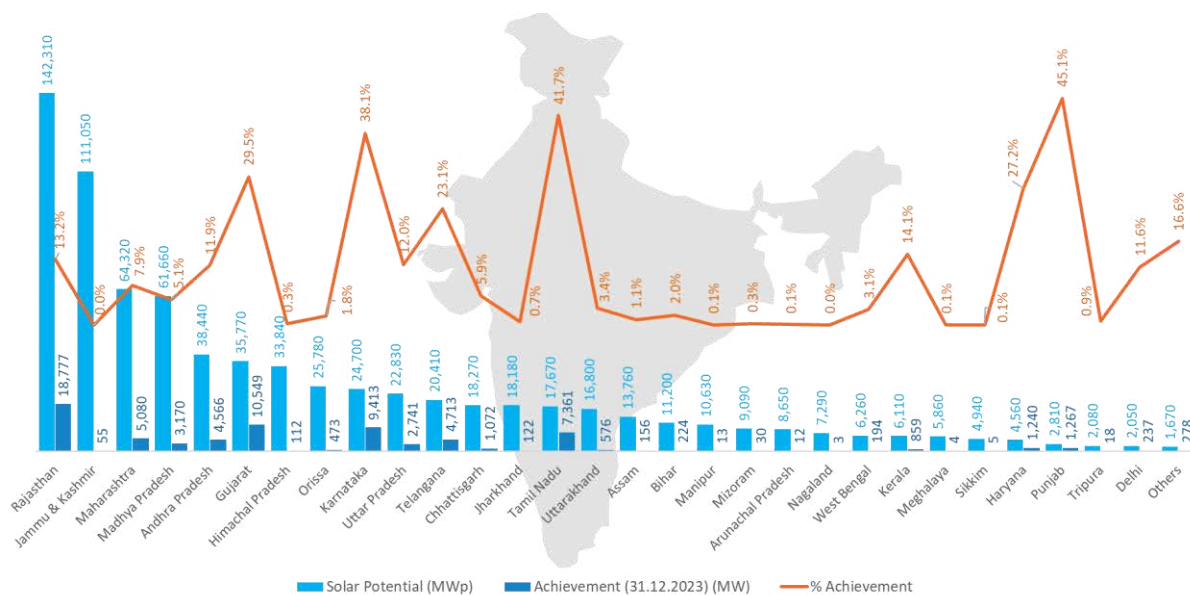 142,310
111,050
64,320
61,660
38,440
35,770
33,840
25,780
24,700
22,830
20,410
18,270
18,180
17,670
16,800
13,760
11,200
10,630
9,090
8,650
7,290
6,260
6,110
5,860
4,940
4,560
2,810
2,080
2,050
1,670
18,777
55
5,080
3,170
4,566
10,549
112
473
9,413
2,741
4,713
1,072
122
7,361
576
156
224
13
30
12
3
194
859
4
5
1,240
1,267
18
237
278
13.2%
0.0%
7.9%
5.1%
11.9%
29.5%
0.3%
1.8%
38.1%
12.0%
23.1%
5.9%
0.7%
41.7%
3.4%
1.1%
2.0%
0.1%
0.3%
0.1%
0.0%
3.1%
14.1%
0.1%
0.1%
27.2%
45.1%
0.9%
11.6%
16.6%
Rajasthan
Jammu & Kashmir
Maharashtra
Madhya Pradesh
Andhra Pradesh
Gujarat
Himachal Pradesh
Orissa
Karnataka
Uttar Pradesh
Telangana
Chhattisgarh
Jharkhand
Tamil Nadu
Uttarakhand
Assam
Bihar
Manipur
Mizoram
Arunachal Pradesh
Nagaland
West Bengal
Kerala
Meghalaya
Sikkim
Haryana
Punjab
Tripura
Delhi
Others
Solar Potential (MWp)
Achievement (31.12.2023) (MW)
% Achievement